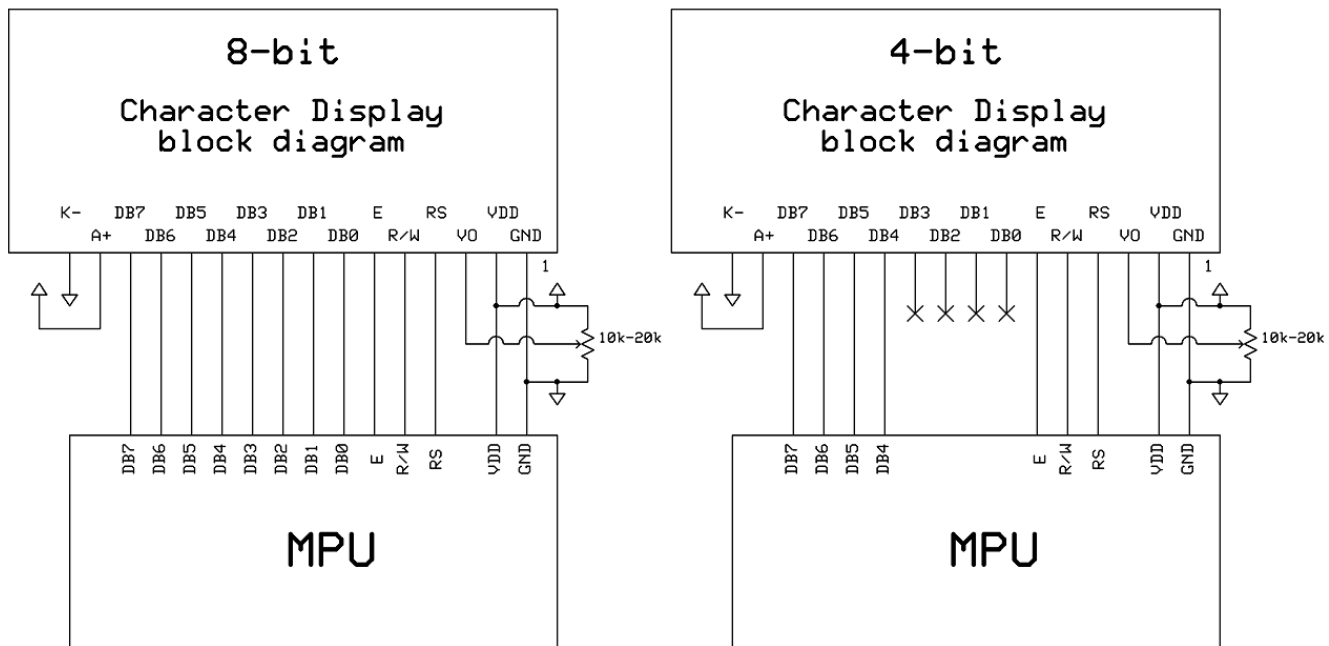 8-bit
Character Display
block diagram
K- DB7 DB5 DB3 DB1 E RS VDD
A+ DB6 DB4 DB2 DB0 R/W VO GND
1
10k-20k
DB7 DB6 DB5 DB4 DB3 DB2 DB1 DB0 E R/W RS VDD GND
MPU
4-bit
Character Display
block diagram
K- DB7 DB5 DB3 DB1 E RS VDD
A+ DB6 DB4 DB2 DB0 R/W VO GND
1
10k-20k
DB7 DB6 DB5 DB4 E R/W RS VDD GND
MPU